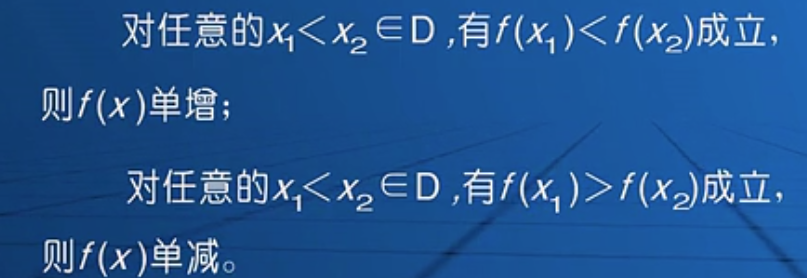 对任意的x₁<x₂∈D ,有f(x₁)<f(x₂)成立,
则f(x)单增；
对任意的x₁<x₂∈D ,有f(x₁)>f(x₂)成立,
则f(x)单减。